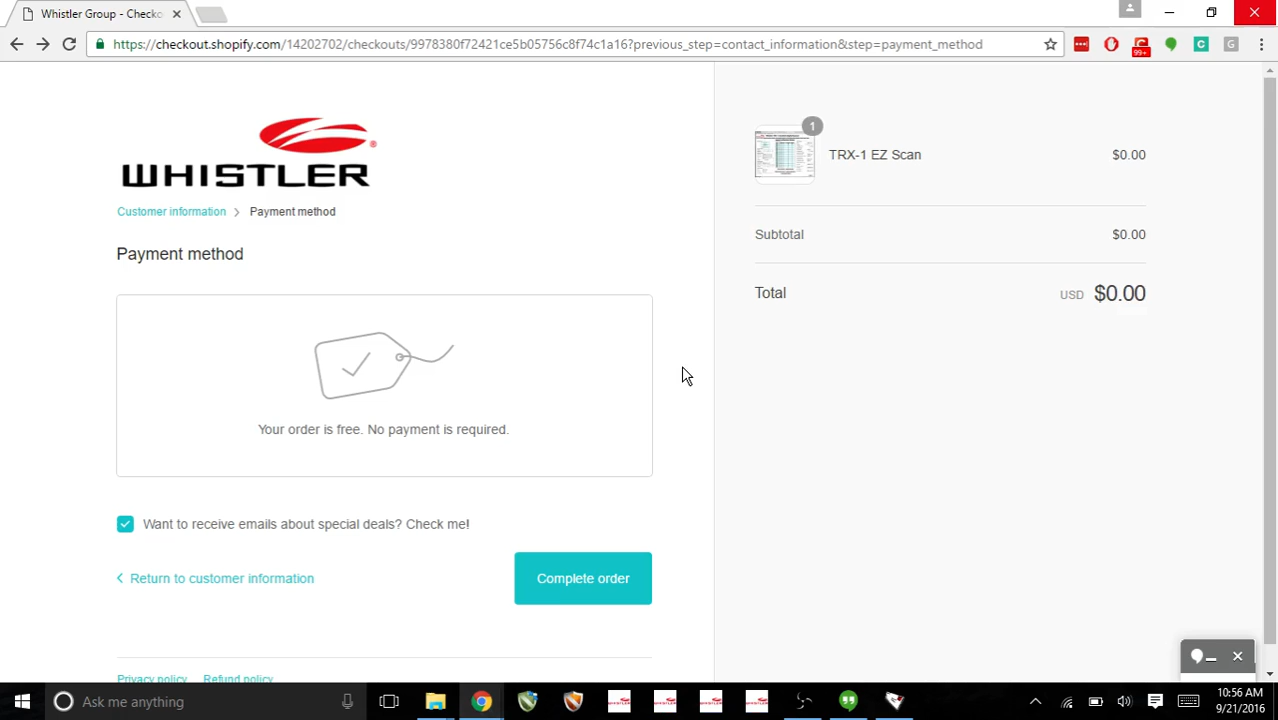 Whistler Group - Checko
https://checkout.shopify.com/14202702/checkouts/9978380f72421ce5b05756c8f74c1a16?previous_step=contact_information&step=payment_method
99+
WHISTLER
Customer information > Payment method
Payment method
Your order is free. No payment is required.
Want to receive emails about special deals? Check me!
Return to customer information
Complete order
Privacy policy Refund policy
1
TRX-1 EZ Scan $0.00
Subtotal $0.00
Total USD $0.00
Ask me anything
10:56 AM
9/21/2016